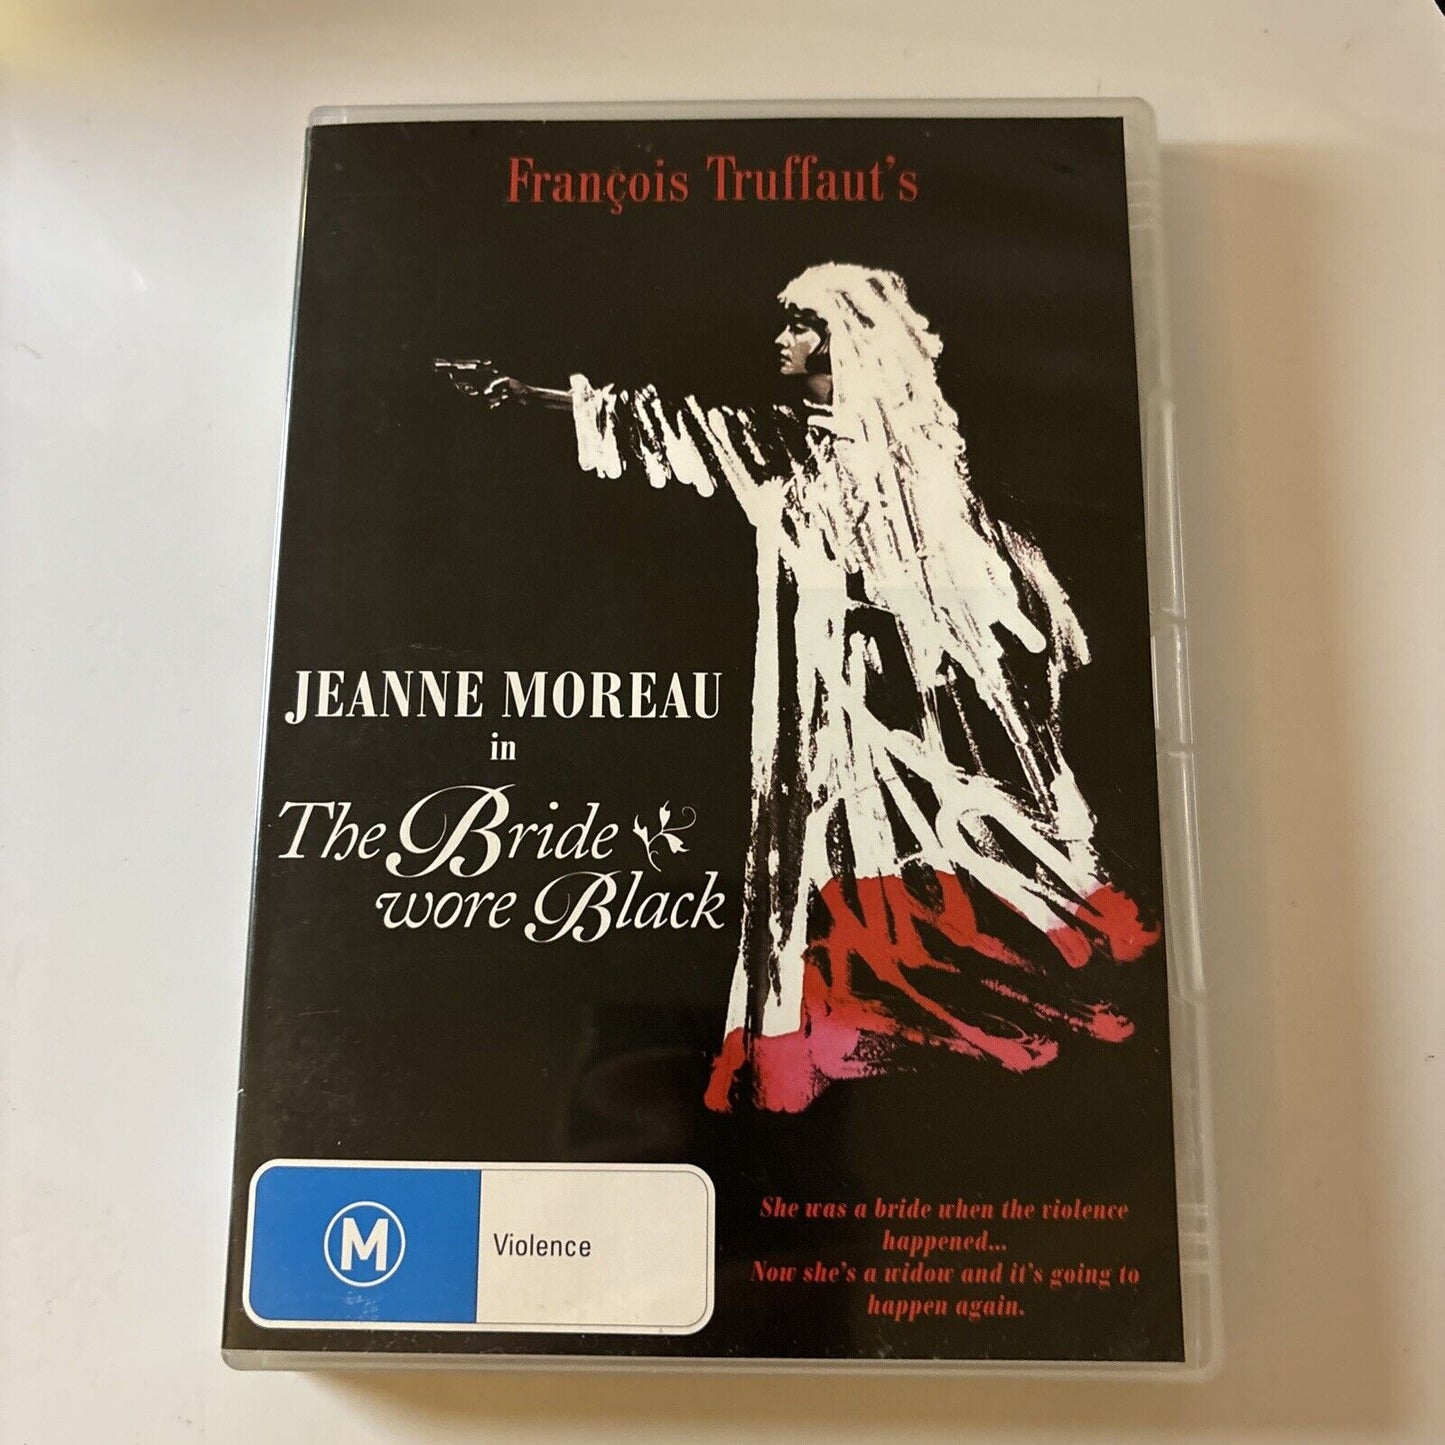 François Truffaut's
JEANNE MOREAU
in
The Bride
wore Black
M
Violence
She was a bride when the violence
happened...
Now she's a widow and it's going to
happen again.